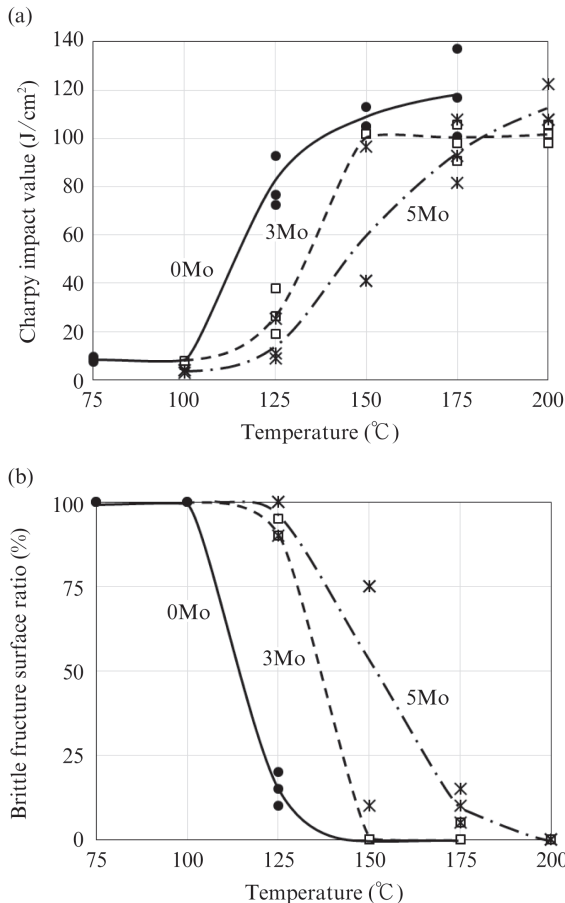 (a)
140
120
100
80
60
40
20
0
Charpy impact value (J/cm²)
0Mo
3Mo
5Mo
75 100 125 150 175 200
Temperature (℃)
(b)
100
75
50
25
0
Brittle fructure surface ratio (%)
0Mo
3Mo
5Mo
75 100 125 150 175 200
Temperature (℃)